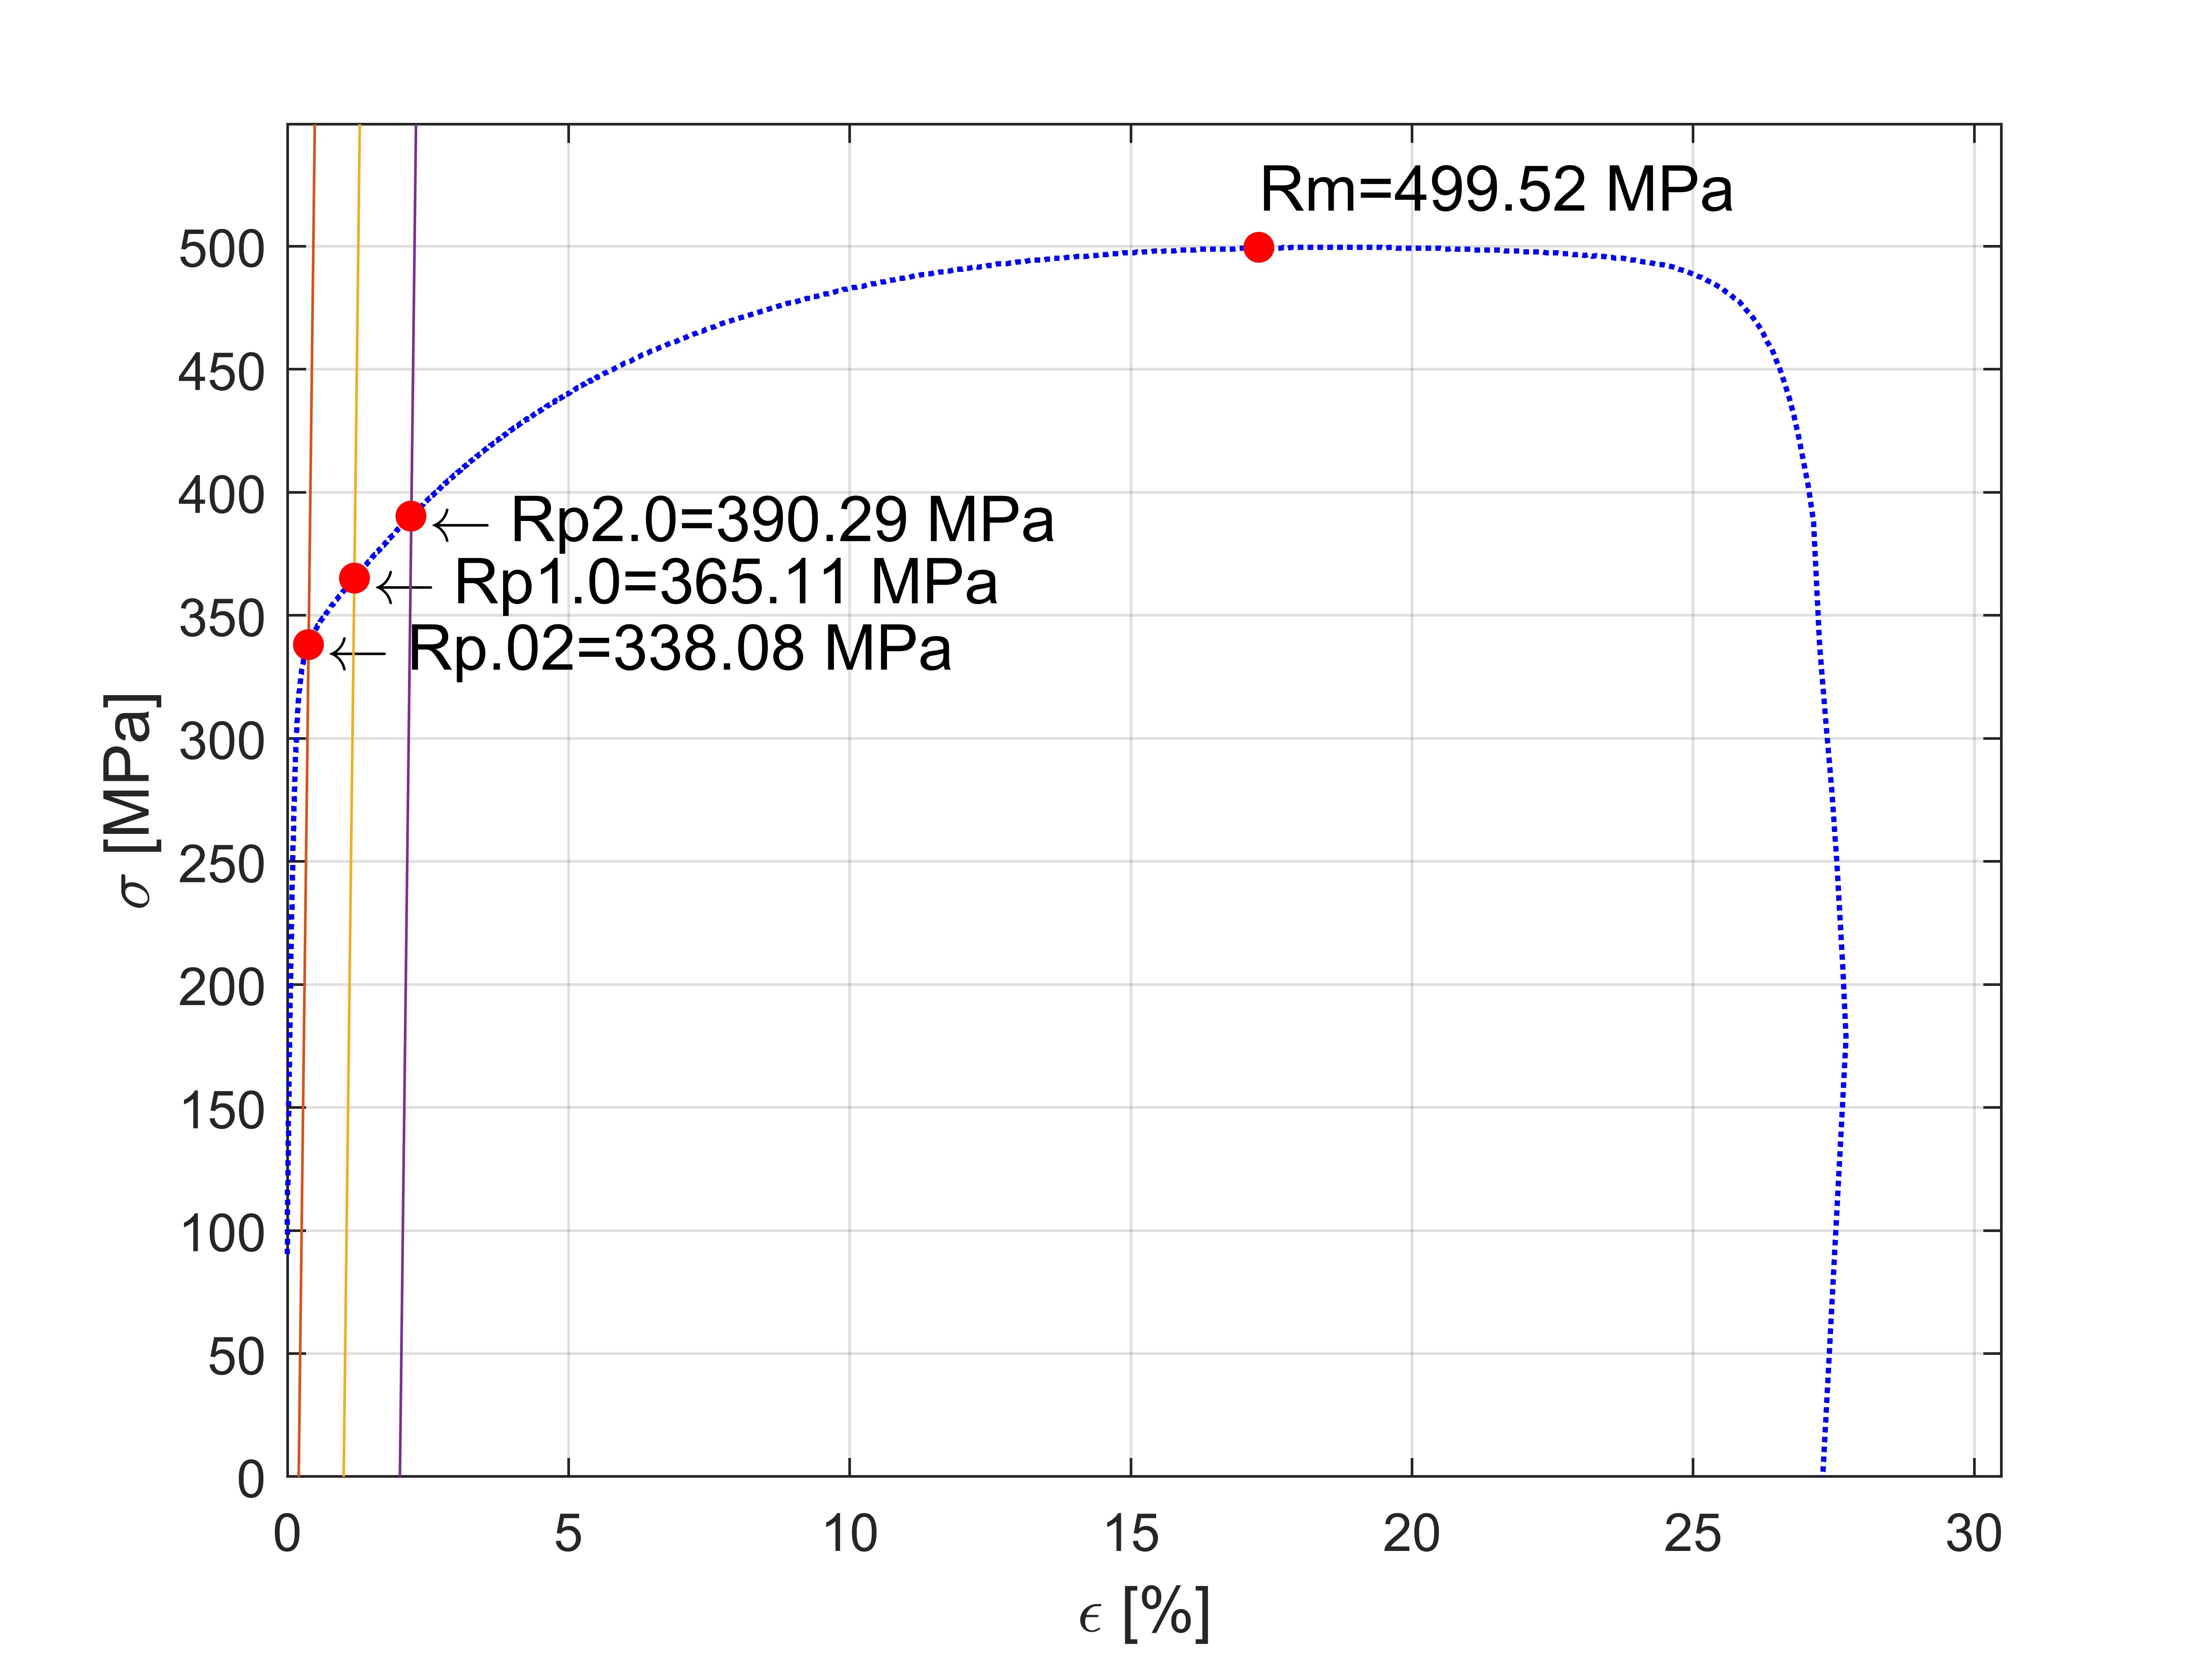 Rm=499.52 MPa
500
450
400
Rp2.0=390.29 MPa
Rp1.0=365.11 MPa
350
Rp.02=338.08 MPa
300
250
200
150
100
50
0
σ [MPa]
0 5 10 15 20 25 30
ϵ [%]